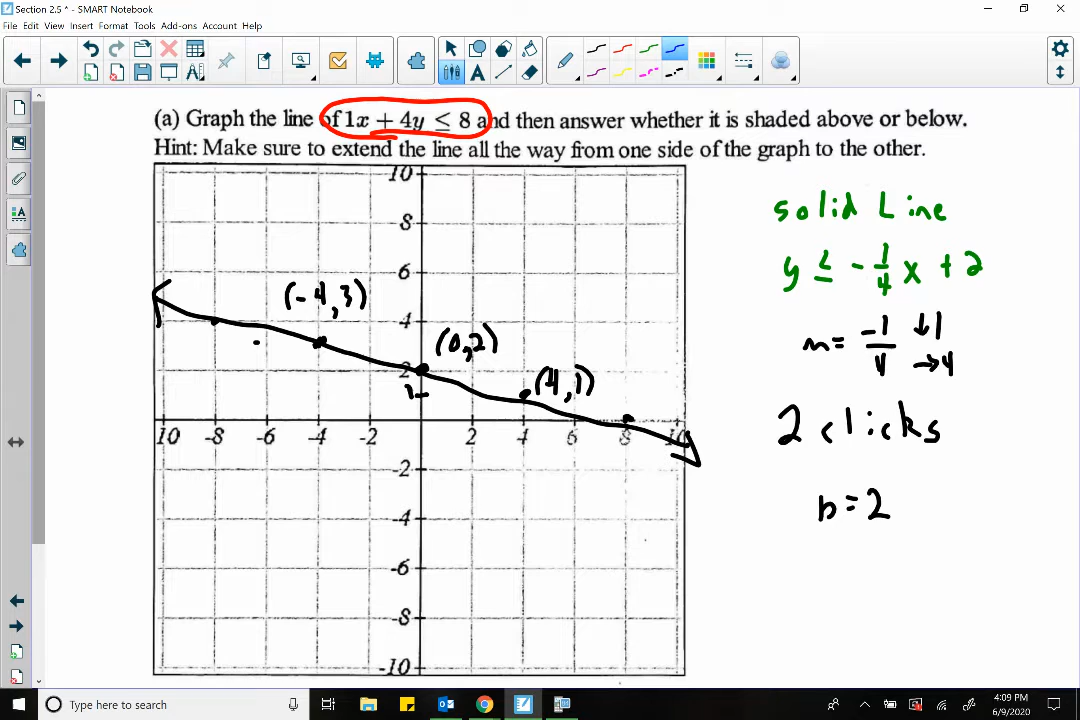 Section 2.5 * - SMART Notebook
File Edit View Insert Format Tools Add-ons Account Help
(a) Graph the line of 1x + 4y ≤ 8 and then answer whether it is shaded above or below.
Hint: Make sure to extend the line all the way from one side of the graph to the other.
10
8
6
4
2
1
10 -8 -6 -4 -2 2 4 6 8 10
-2
-4
-6
-8
-10
(-4,3)
(0,2)
(4,1)
Solid Line
y ≤ -1/4 x + 2
m = -1/4 ↓1 →4
2 clicks
b = 2
Type here to search
4:09 PM
6/9/2020